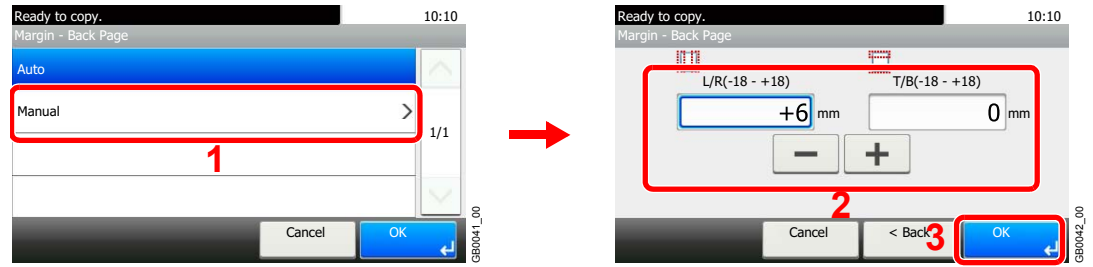 Ready to copy.
10:10
Margin - Back Page
Auto
Manual
1/1
1
Cancel
OK
GB0041_00
Ready to copy.
10:10
Margin - Back Page
L/R(-18 - +18)
T/B(-18 - +18)
+6 mm
0 mm
− +
2
Cancel
< Back
3
OK
GB0042_00